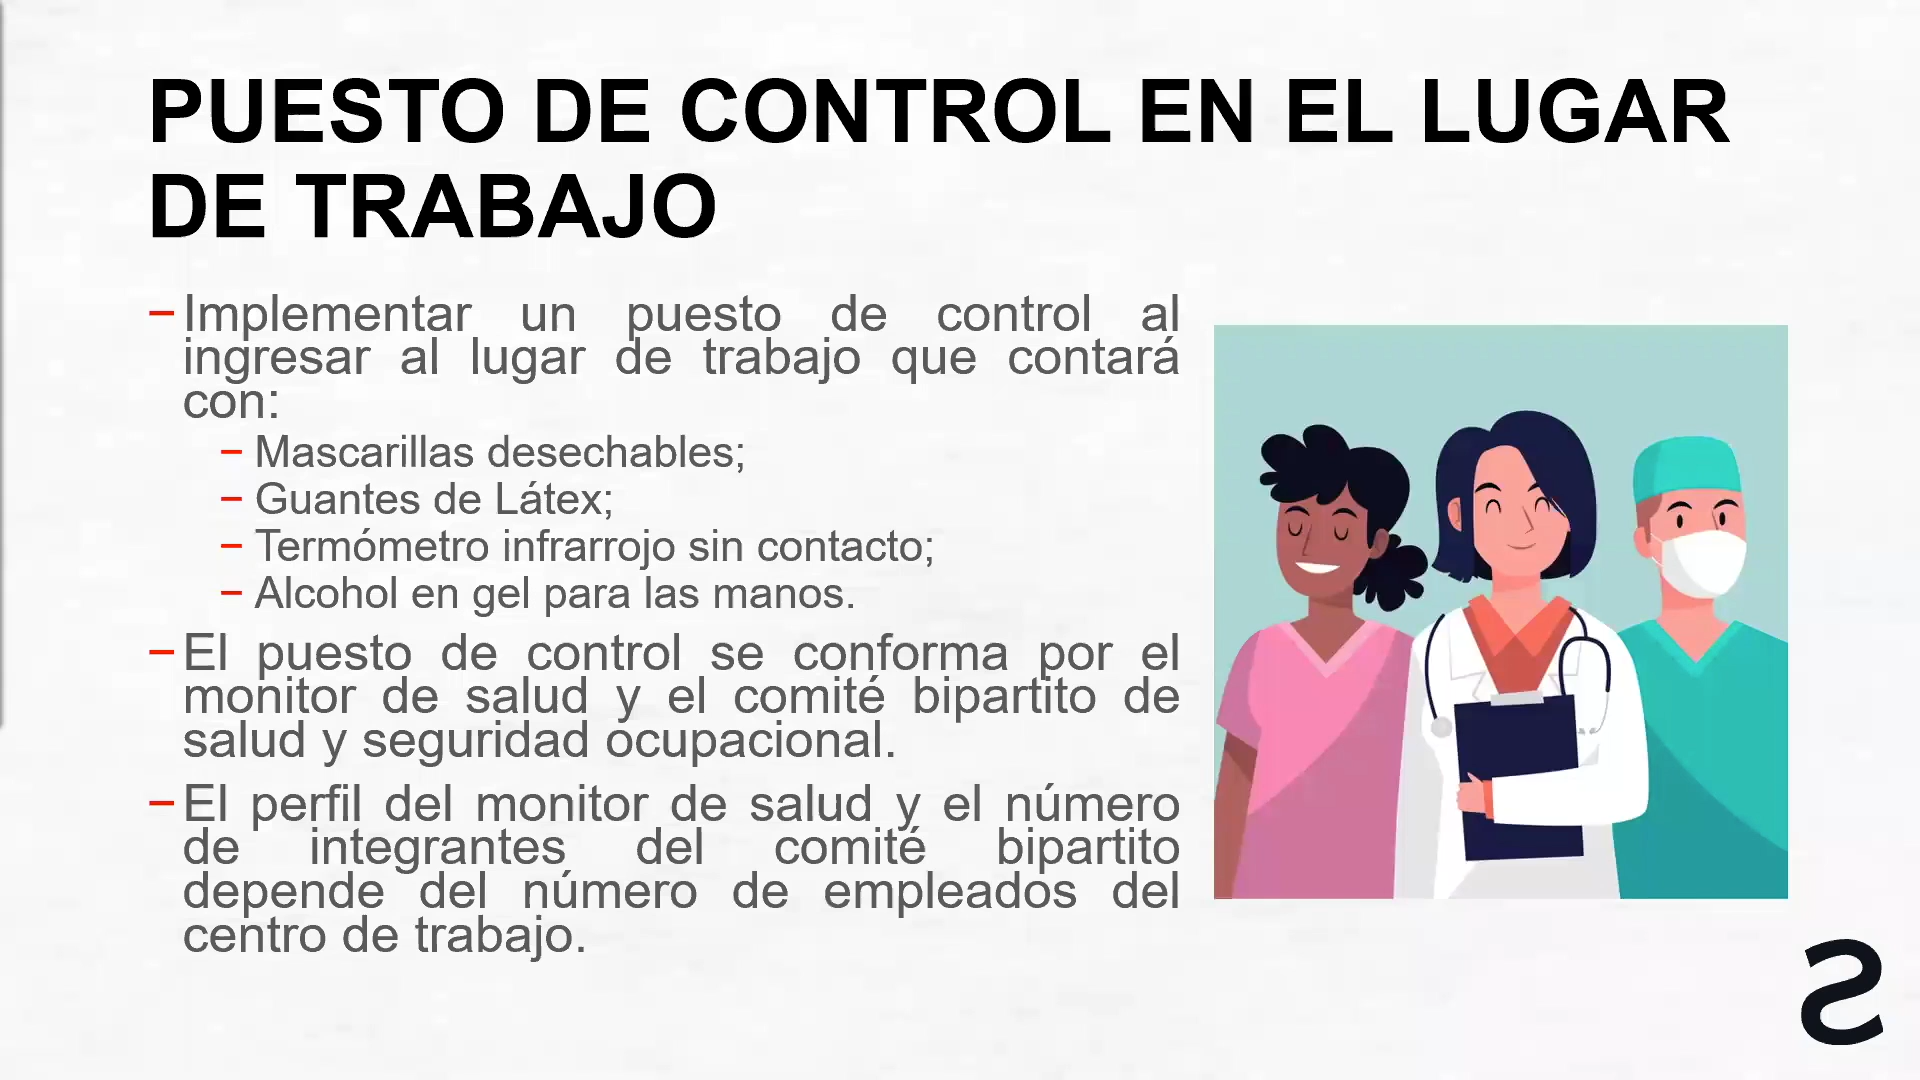 PUESTO DE CONTROL EN EL LUGAR
DE TRABAJO
– Implementar un puesto de control al
ingresar al lugar de trabajo que contará
con:
– Mascarillas desechables;
– Guantes de Látex;
– Termómetro infrarrojo sin contacto;
– Alcohol en gel para las manos.
– El puesto de control se conforma por el
monitor de salud y el comité bipartito de
salud y seguridad ocupacional.
– El perfil del monitor de salud y el número
de integrantes del comité bipartito
depende del número de empleados del
centro de trabajo.